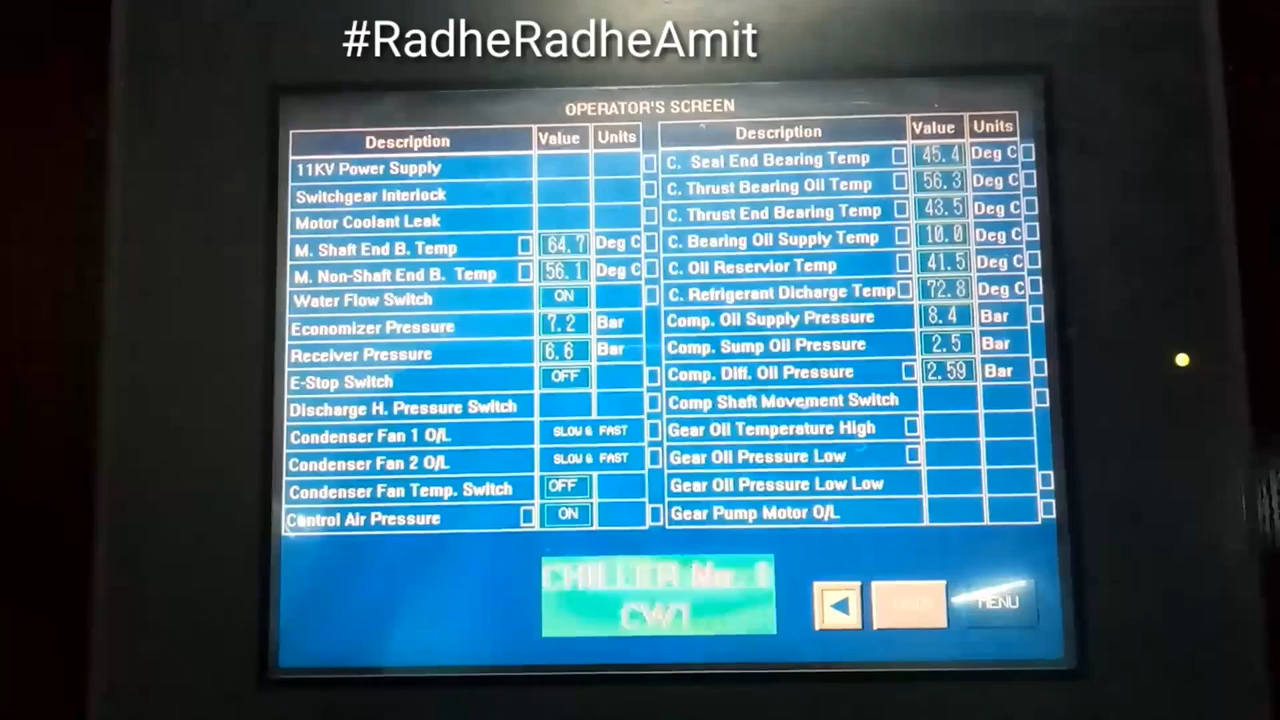 #RadheRadheAmit
OPERATOR'S SCREEN
Description Value Units
11KV Power Supply
Switchgear Interlock
Motor Coolant Leak
M. Shaft End B. Temp 64.7 Deg C
M. Non-Shaft End B. Temp 56.1 Deg C
Water Flow Switch ON
Economizer Pressure 7.2 Bar
Receiver Pressure 6.6 Bar
E-Stop Switch OFF
Discharge H. Pressure Switch
Condenser Fan 1 O/L SLOW & FAST
Condenser Fan 2 O/L SLOW & FAST
Condenser Fan Temp. Switch OFF
Control Air Pressure ON
Description Value Units
C. Seal End Bearing Temp 45.4 Deg C
C. Thrust Bearing Oil Temp 56.3 Deg C
C. Thrust End Bearing Temp 43.5 Deg C
C. Bearing Oil Supply Temp 10.0 Deg C
C. Oil Reservior Temp 41.5 Deg C
C. Refrigerant Dicharge Temp 72.8 Deg C
Comp. Oil Supply Pressure 8.4 Bar
Comp. Sump Oil Pressure 2.5 Bar
Comp. Diff. Oil Pressure 2.59 Bar
Comp Shaft Movement Switch
Gear Oil Temperature High
Gear Oil Pressure Low
Gear Oil Pressure Low Low
Gear Pump Motor O/L
CHILLER No. 1
CW1
MENU